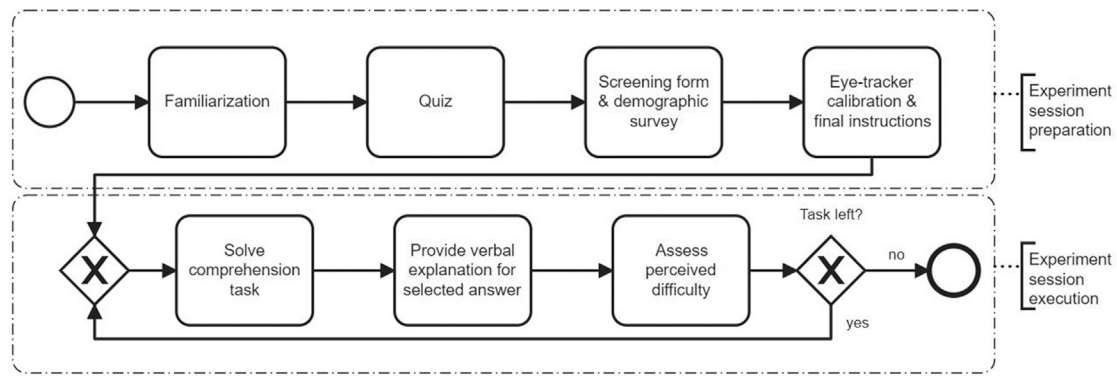 Familiarization
Quiz
Screening form
& demographic
survey
Eye-tracker
calibration &
final instructions
Experiment
session
preparation
Task left?
Solve
comprehension
task
Provide verbal
explanation for
selected answer
Assess
perceived
difficulty
no
yes
Experiment
session
execution